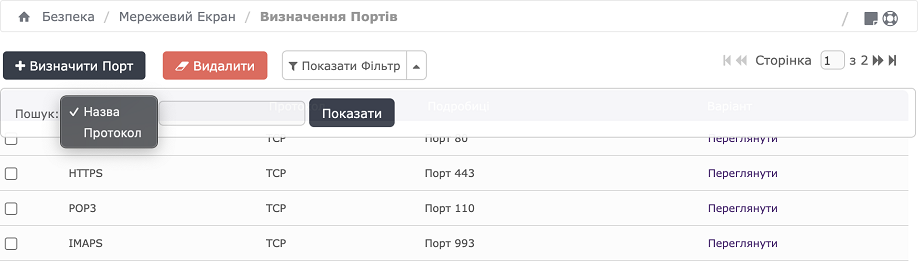 Безпека / Мережевий Екран / Визначення Портів /
+ Визначити Порт Видалити Показати Фільтр Сторінка 1 з 2
Подробиці Варіант
Пошук: ✓ Назва Показати
Протокол
TCP Порт 80 Переглянути
HTTPS TCP Порт 443 Переглянути
POP3 TCP Порт 110 Переглянути
IMAPS TCP Порт 993 Переглянути